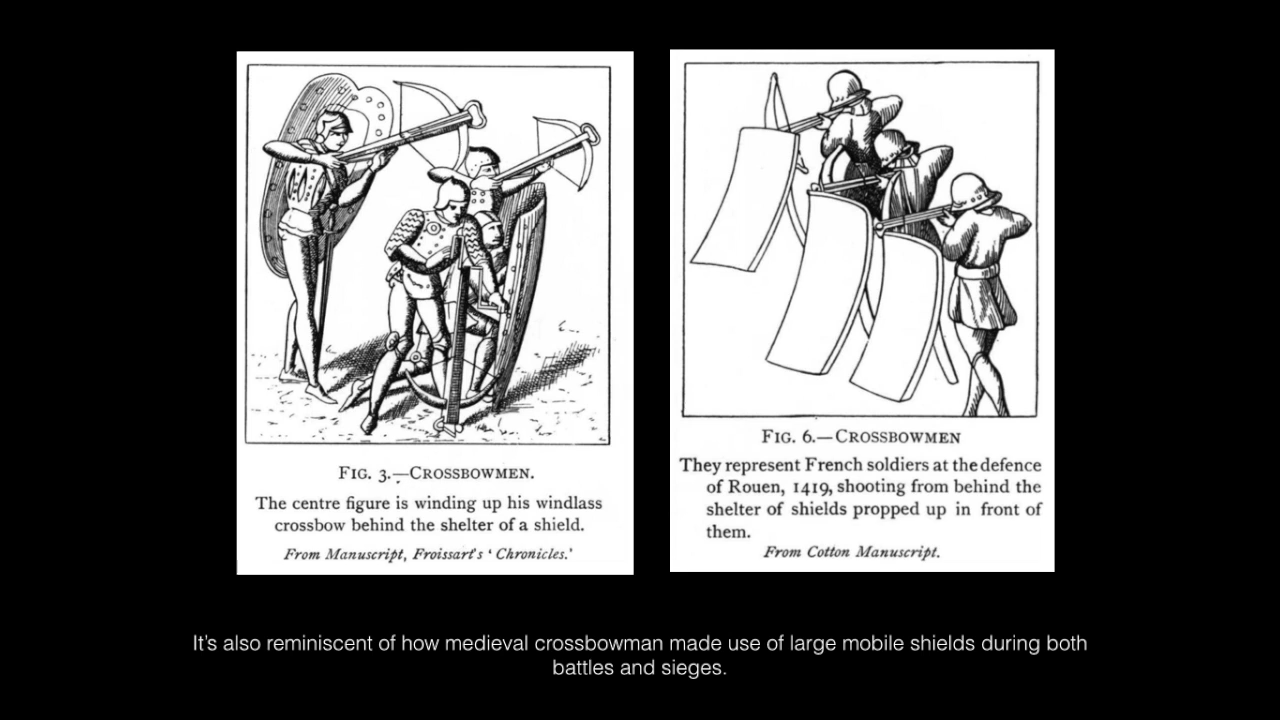 FIG. 3.—CROSSBOWMEN.
The centre figure is winding up his windlass
crossbow behind the shelter of a shield.
From Manuscript, Froissart's ‘Chronicles.’
FIG. 6.—CROSSBOWMEN
They represent French soldiers at the defence
of Rouen, 1419, shooting from behind the
shelter of shields propped up in front of
them.
From Cotton Manuscript.
It's also reminiscent of how medieval crossbowman made use of large mobile shields during both
battles and sieges.